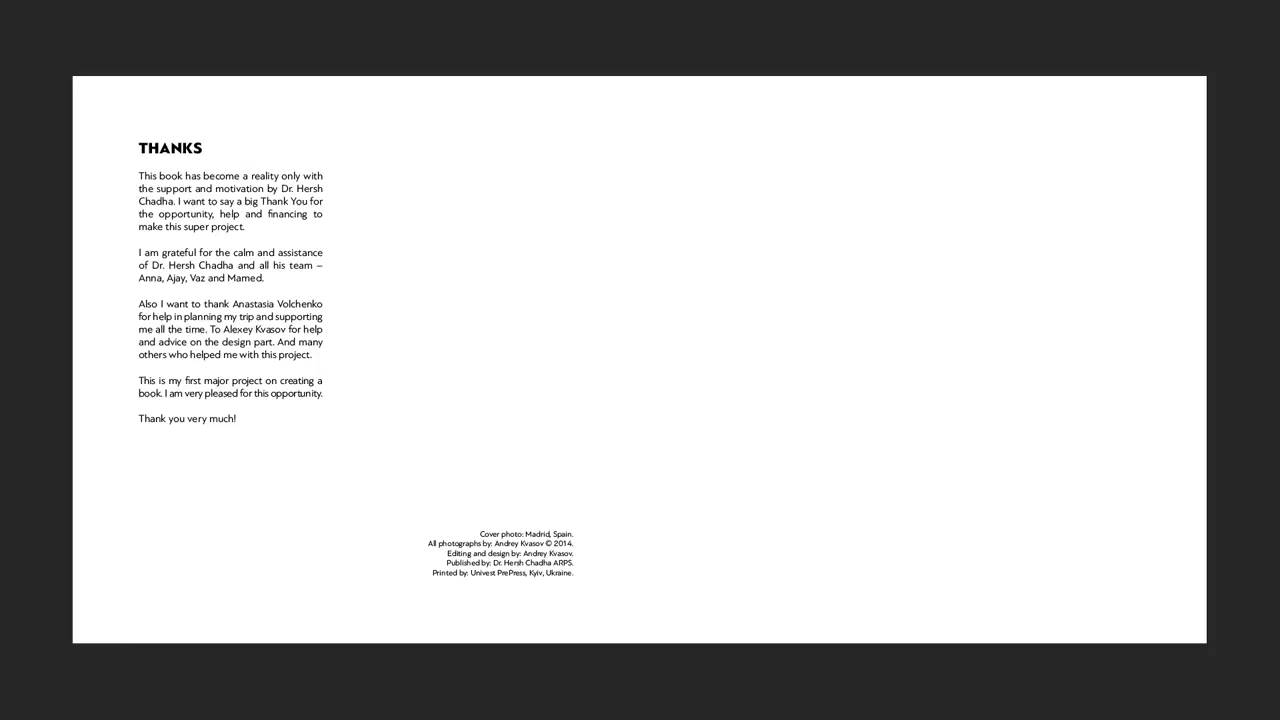 THANKS
This book has become a reality only with
the support and motivation by Dr. Hersh
Chadha. I want to say a big Thank You for
the opportunity, help and financing to
make this super project.
I am grateful for the calm and assistance
of Dr. Hersh Chadha and all his team –
Anna, Ajay, Vaz and Mamed.
Also I want to thank Anastasia Volchenko
for help in planning my trip and supporting
me all the time. To Alexey Kvasov for help
and advice on the design part. And many
others who helped me with this project.
This is my first major project on creating a
book. I am very pleased for this opportunity.
Thank you very much!
Cover photo: Madrid, Spain.
All photographs by: Andrey Kvasov © 2014.
Editing and design by: Andrey Kvasov.
Published by: Dr. Hersh Chadha ARPS.
Printed by: Univest PrePress, Kyiv, Ukraine.